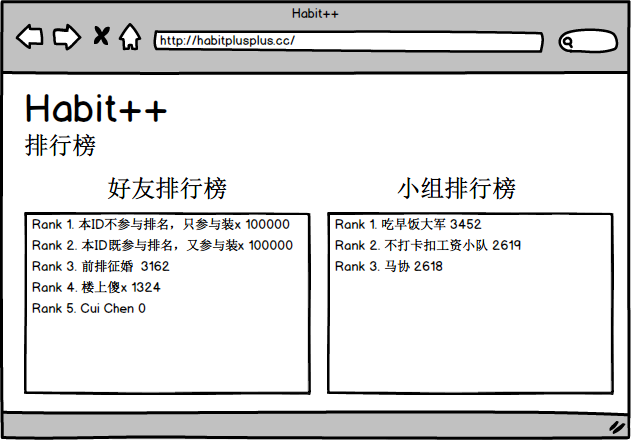 Habit++
http://habitplusplus.cc/
Habit++
排行榜
好友排行榜
Rank 1. 本ID不参与排名，只参与装x 100000
Rank 2. 本ID既参与排名，又参与装x 100000
Rank 3. 前排征婚 3162
Rank 4. 楼上傻x 1324
Rank 5. Cui Chen 0
小组排行榜
Rank 1. 吃早饭大军 3452
Rank 2. 不打卡扣工资小队 2619
Rank 3. 马协 2618